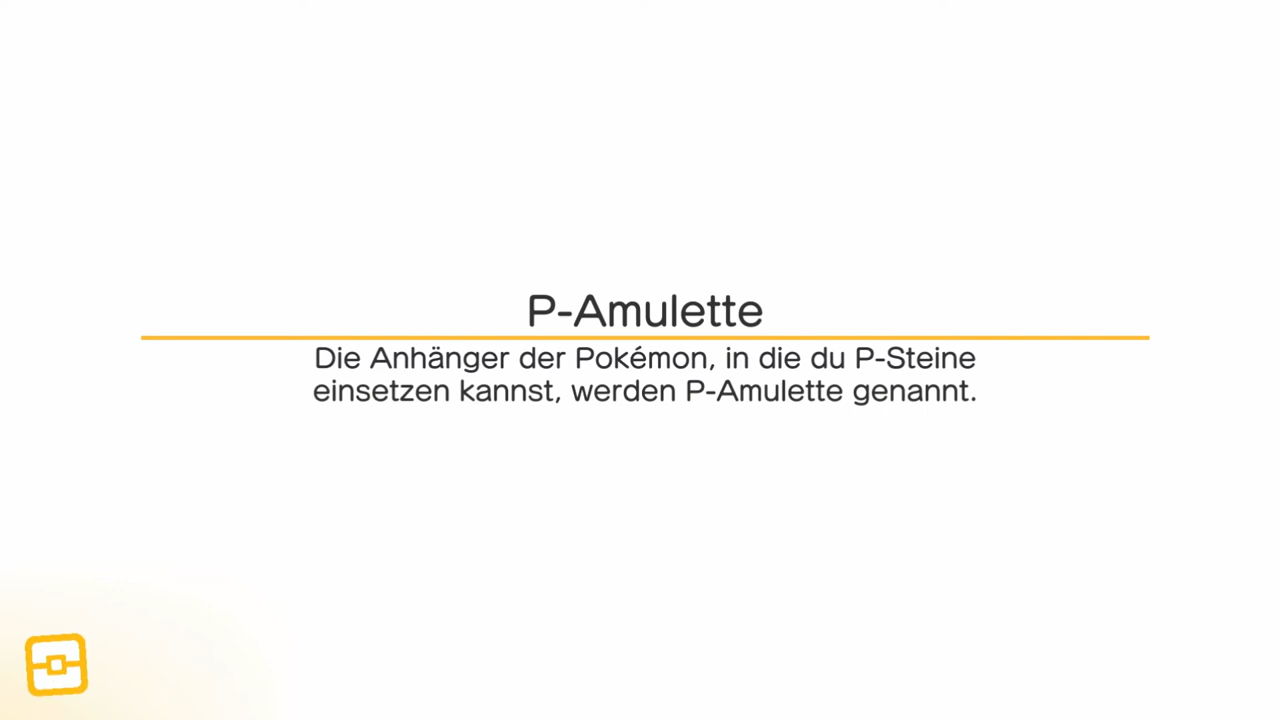 P-Amulette
Die Anhänger der Pokémon, in die du P-Steine
einsetzen kannst, werden P-Amulette genannt.